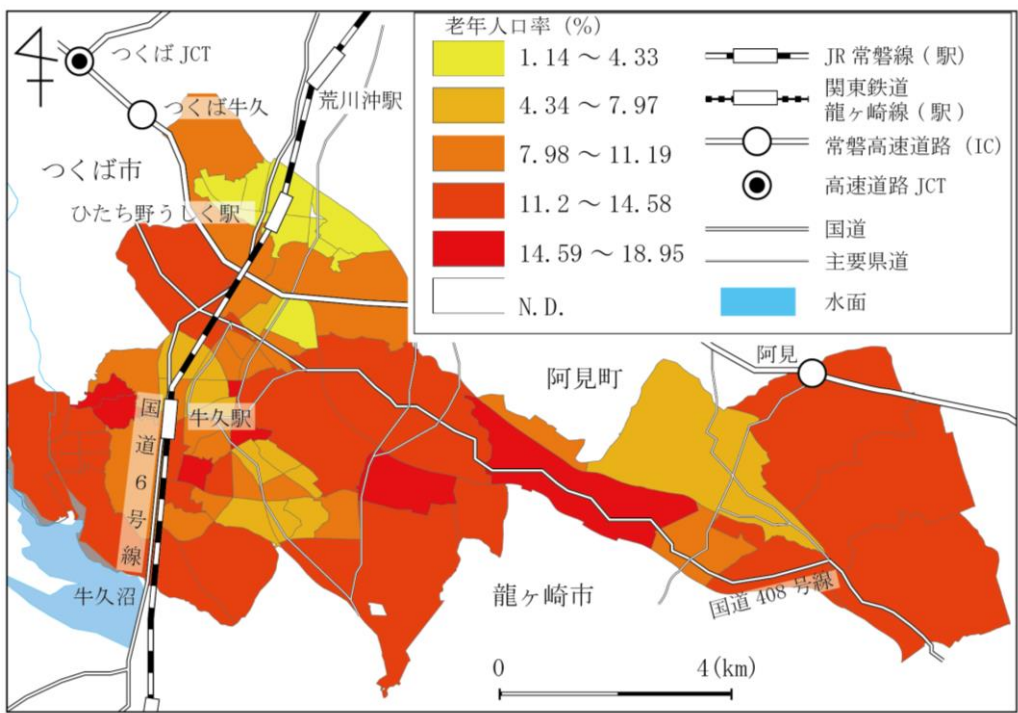 つくば JCT
荒川沖駅
つくば牛久
つくば市
ひたち野うしく駅
老年人口率 (%)
1.14 ～ 4.33
4.34 ～ 7.97
7.98 ～ 11.19
11.2 ～ 14.58
14.59 ～ 18.95
N.D.
JR 常磐線 ( 駅)
関東鉄道
龍ヶ崎線 ( 駅 )
常磐高速道路 (IC)
高速道路 JCT
国道
主要県道
水面
阿見
阿見町
牛久駅
国道6号線
牛久沼
龍ヶ崎市
国道 408 号線
0
4(km)